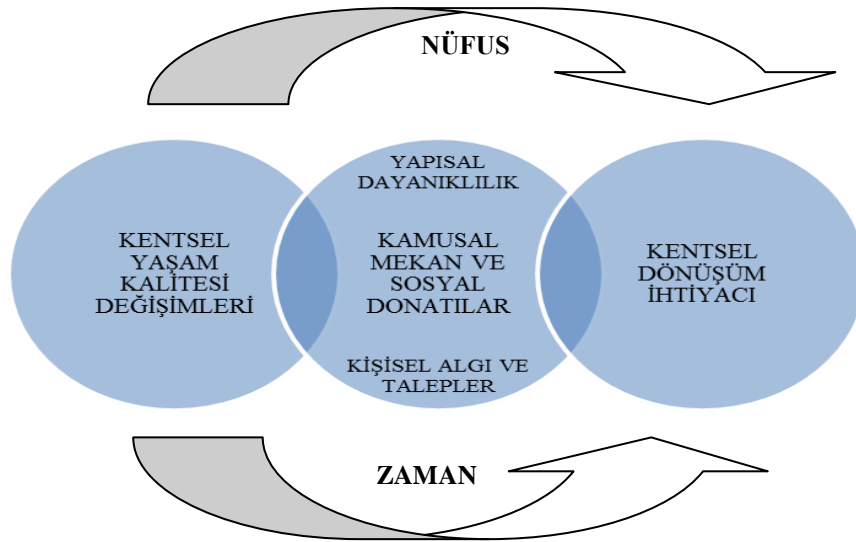 NÜFUS
KENTSEL
YAŞAM
KALİTESİ
DEĞİŞİMLERİ
YAPISAL
DAYANIKLILIK
KAMUSAL
MEKAN VE
SOSYAL
DONATILAR
KİŞİSEL ALGI VE
TALEPLER
KENTSEL
DÖNÜŞÜM
İHTİYACI
ZAMAN